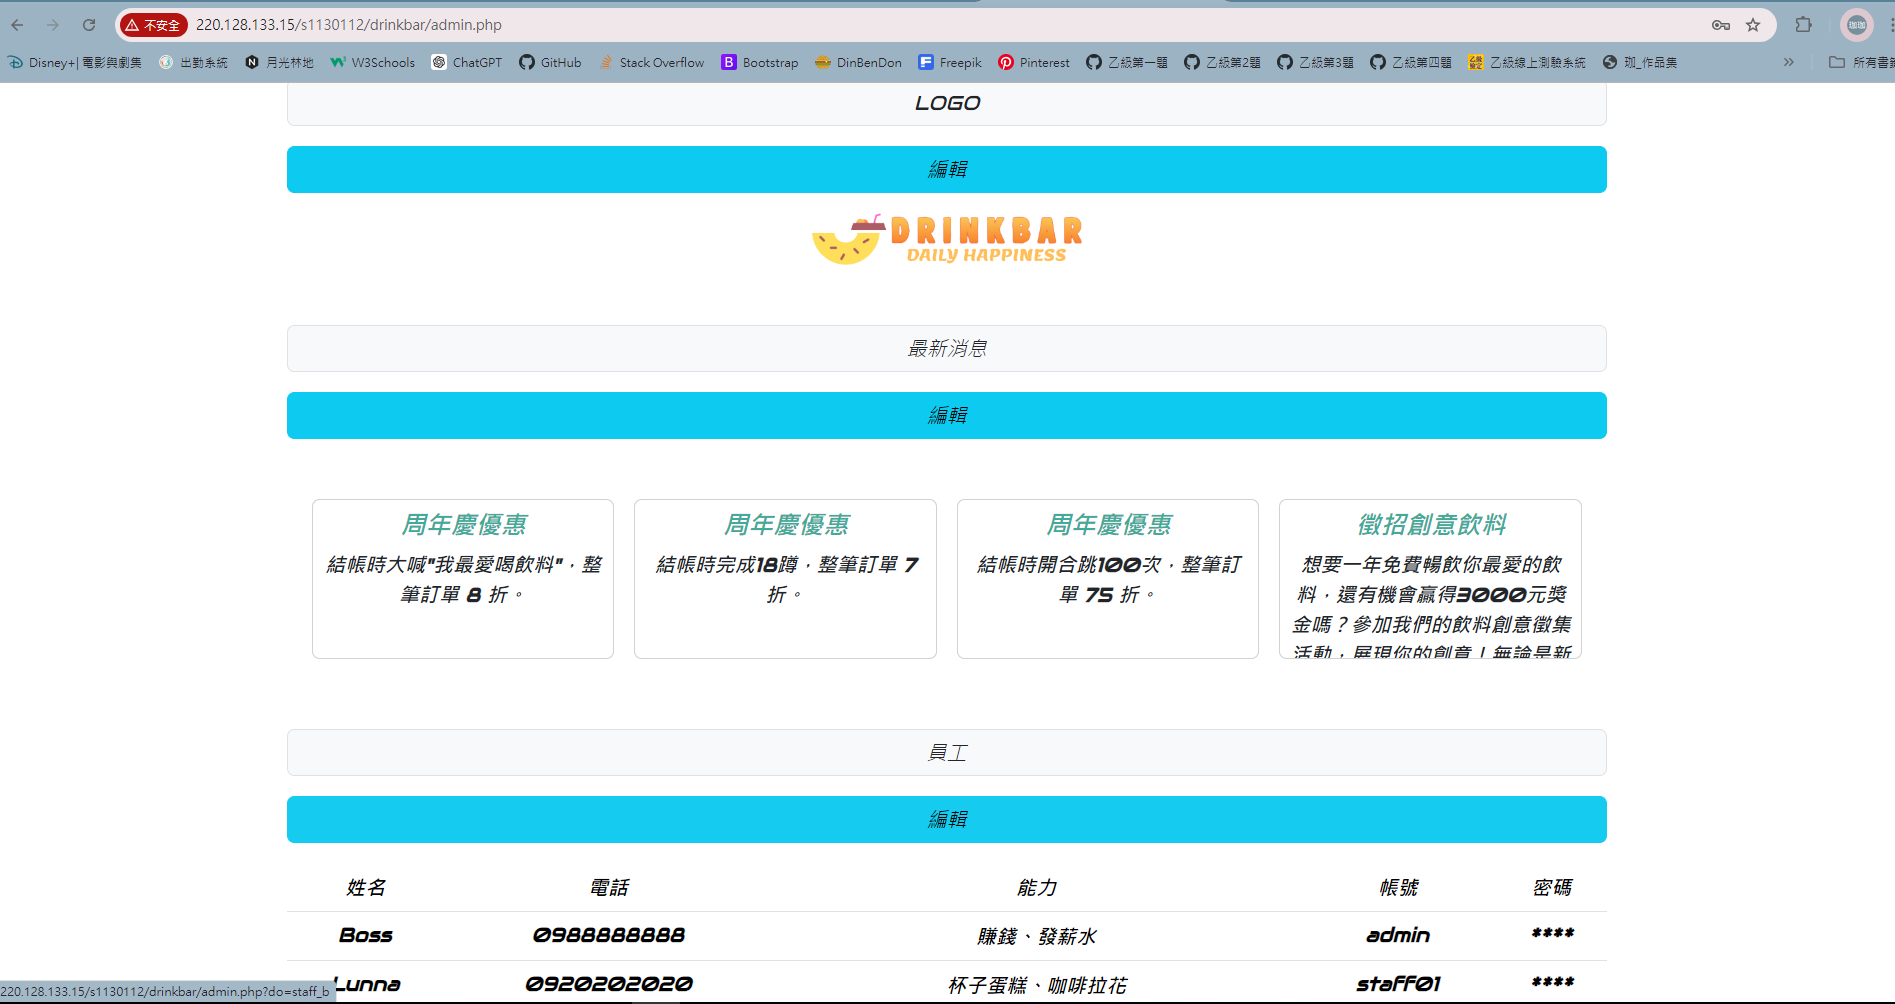 不安全 220.128.133.15/s1130112/drinkbar/admin.php 珈珈
Disney+| 電影與劇集 出勤系統 月光林地 W3Schools ChatGPT GitHub Stack Overflow Bootstrap DinBenDon Freepik Pinterest 乙級第一題 乙級第2題 乙級第3題 乙級第四題 乙級線上測驗系統 珈_作品集 » 所有書
LOGO
編輯
DRINKBAR
DAILY HAPPINESS
最新消息
編輯
周年慶優惠
結帳時大喊"我最愛喝飲料"，整
筆訂單 8 折。
周年慶優惠
結帳時完成18蹲，整筆訂單 7
折。
周年慶優惠
結帳時開合跳100次，整筆訂
單 75 折。
徵招創意飲料
想要一年免費暢飲你最愛的飲
料，還有機會贏得3000元獎
金嗎？參加我們的飲料創意徵集
活動，展現你的創意！無論是新
員工
編輯
姓名 電話 能力 帳號 密碼
Boss 0988888888 賺錢、發薪水 admin ****
Lunna 0920202020 杯子蛋糕、咖啡拉花 staff01 ****
220.128.133.15/s1130112/drinkbar/admin.php?do=staff_b